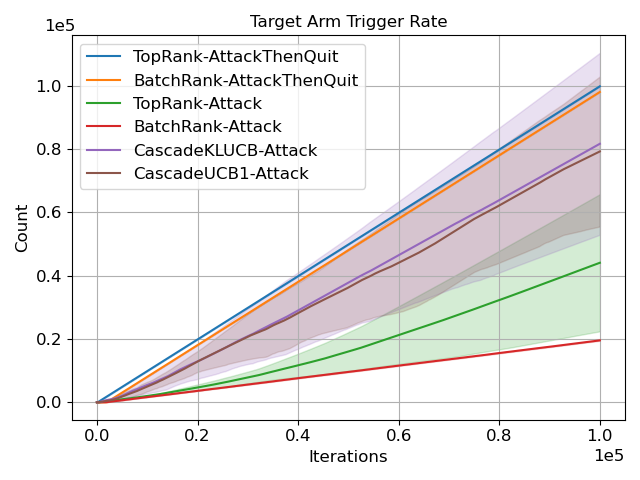 Target Arm Trigger Rate
1e5
TopRank-AttackThenQuit
BatchRank-AttackThenQuit
TopRank-Attack
BatchRank-Attack
CascadeKLUCB-Attack
CascadeUCB1-Attack
1.0
0.8
0.6
0.4
0.2
0.0
Count
0.0 0.2 0.4 0.6 0.8 1.0
Iterations
1e5